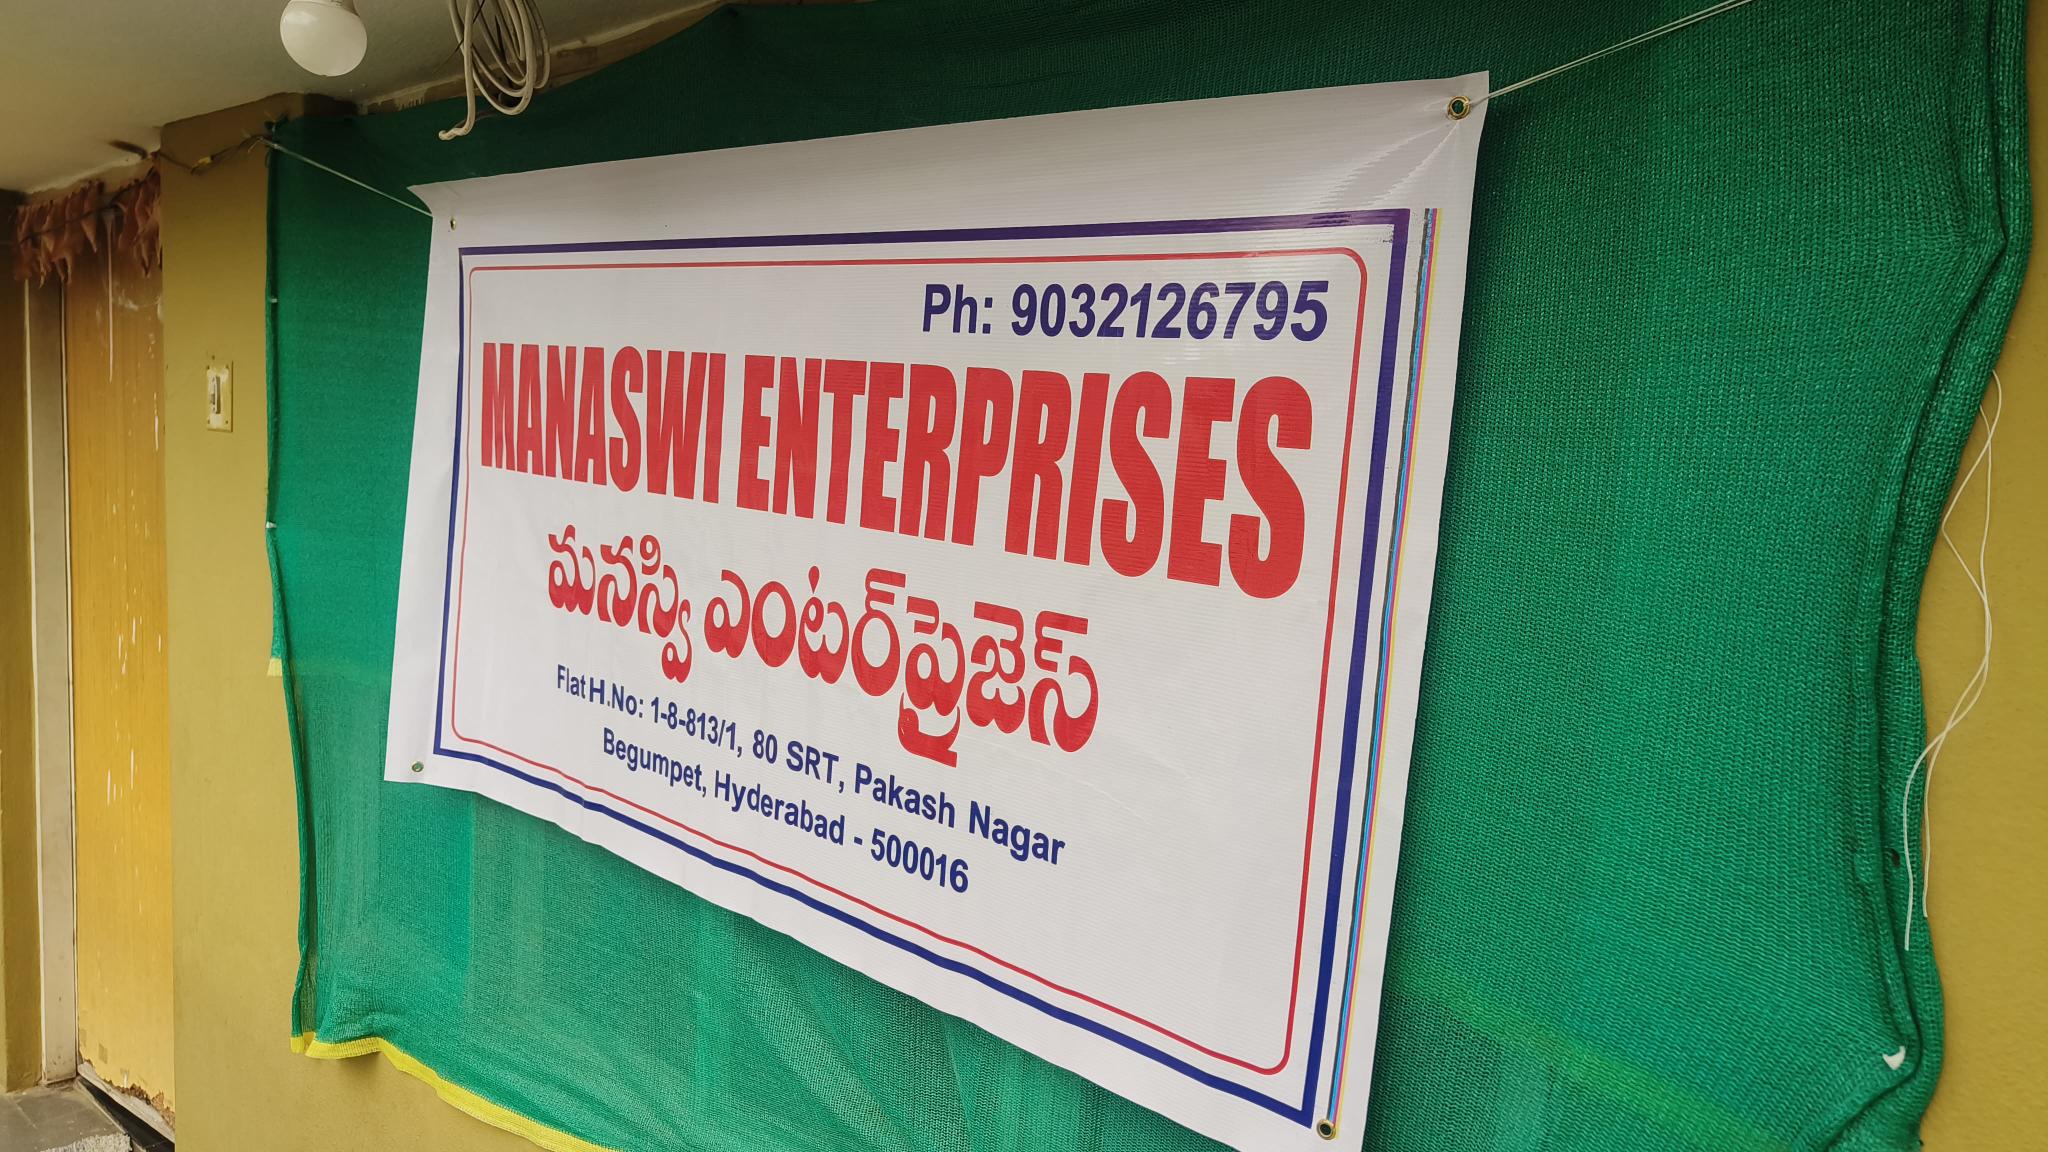 Ph: 9032126795
MANASWI ENTERPRISES
మనస్వి ఎంటర్‌ప్రైజెస్
Flat H.No: 1-8-813/1, 80 SRT, Pakash Nagar
Begumpet, Hyderabad - 500016